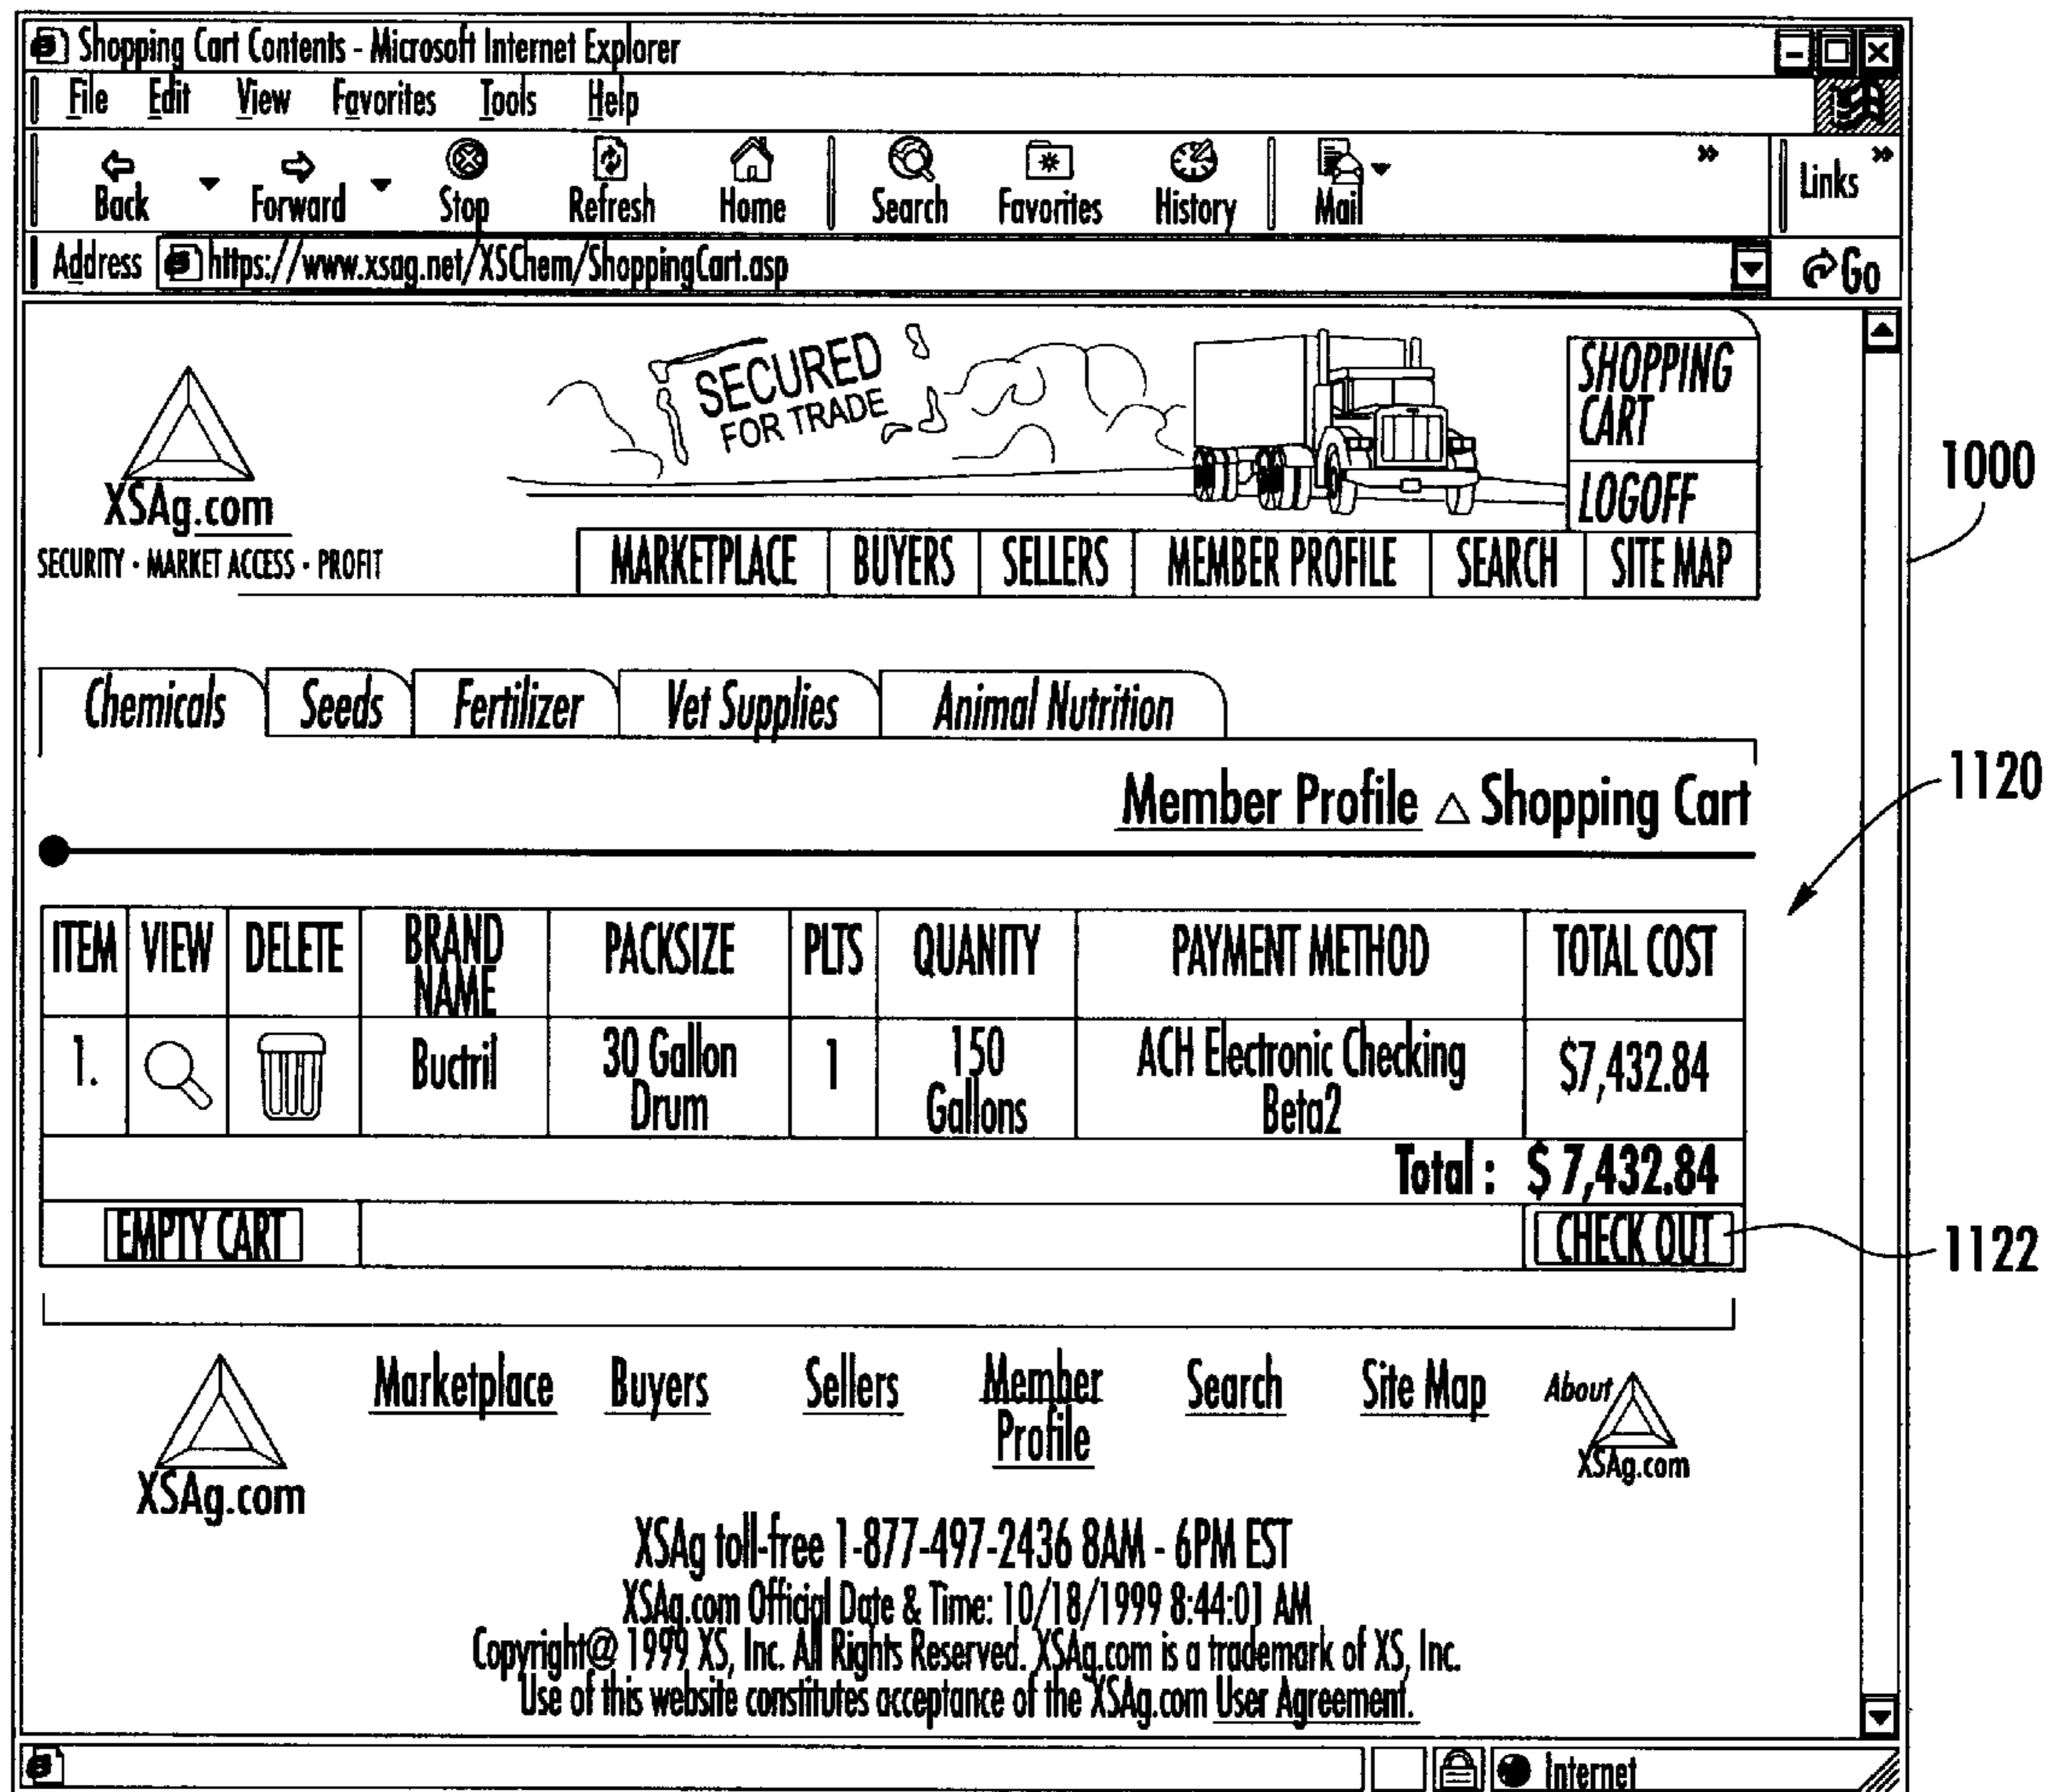 Shopping Cart Contents - Microsoft Internet Explorer
File Edit View Favorites Tools Help
Back Forward Stop Refresh Home Search Favorites History Mail » Links »
Address https://www.xsag.net/XSChem/ShoppingCart.asp Go
SECURED
FOR TRADE
SHOPPING
CART
LOGOFF
1000
XSAg.com
SECURITY · MARKET ACCESS · PROFIT
MARKETPLACE BUYERS SELLERS MEMBER PROFILE SEARCH SITE MAP
Chemicals Seeds Fertilizer Vet Supplies Animal Nutrition
Member Profile △ Shopping Cart
1120
ITEM VIEW DELETE BRAND NAME PACKSIZE PLTS QUANITY PAYMENT METHOD TOTAL COST
1. Buctril 30 Gallon Drum 1 150 Gallons ACH Electronic Checking Beta2 $7,432.84
Total : $ 7,432.84
EMPTY CART CHECK OUT
1122
XSAg.com
Marketplace Buyers Sellers Member Profile Search Site Map About XSAg.com
XSAg toll-free 1-877-497-2436 8AM - 6PM EST
XSAg.com Official Date & Time: 10/18/1999 8:44:01 AM
Copyright@ 1999 XS, Inc. All Rights Reserved. XSAg.com is a trademark of XS, Inc.
Use of this website constitutes acceptance of the XSAg.com User Agreement.
Internet